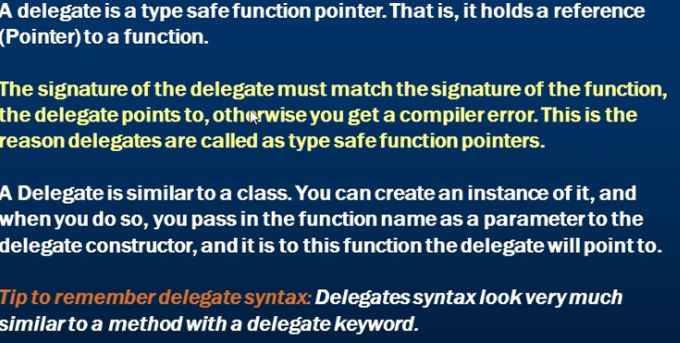 A delegate is a type safe function pointer. That is, it holds a reference
(Pointer) to a function.
The signature of the delegate must match the signature of the function,
the delegate points to, otherwise you get a compiler error. This is the
reason delegates are called as type safe function pointers.
A Delegate is similar to a class. You can create an instance of it, and
when you do so, you pass in the function name as a parameter to the
delegate constructor, and it is to this function the delegate will point to.
Tip to remember delegate syntax: Delegates syntax look very much
similar to a method with a delegate keyword.